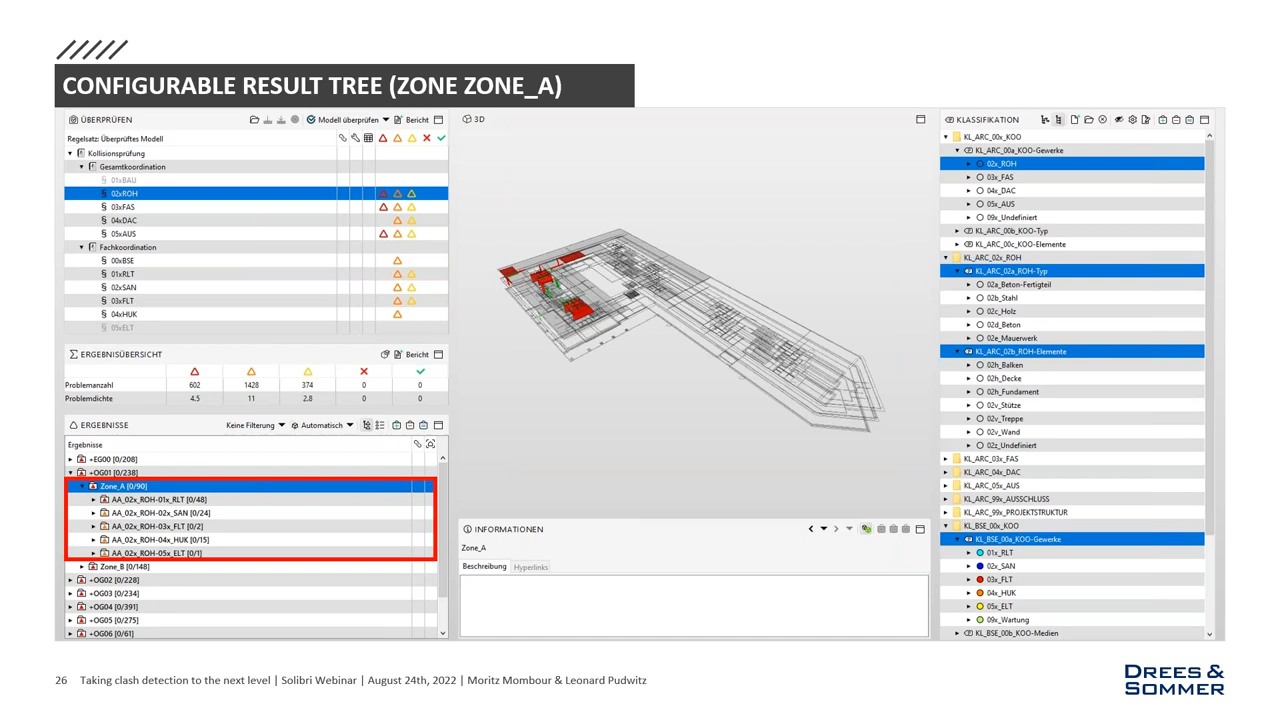 CONFIGURABLE RESULT TREE (ZONE ZONE_A)
ÜBERPRÜFEN
Modell überprüfen
Bericht
Regelsatz: Überprüftes Modell
Kollisionsprüfung
Gesamtkoordination
§ 01xBAU
§ 02xROH
§ 03xFAS
§ 04xDAC
§ 05xAUS
Fachkoordination
§ 00xBSE
§ 01xRLT
§ 02xSAN
§ 03xFLT
§ 04xHUK
§ 05xELT
ERGEBNISÜBERSICHT
Bericht
Problemanzahl 602 1428 374 0 0
Problemdichte 4.5 11 2.8 0 0
ERGEBNISSE
Keine Filterung
Automatisch
Ergebnisse
+EG00 [0/208]
+OG01 [0/238]
Zone_A [0/90]
AA_02x_ROH-01x_RLT [0/48]
AA_02x_ROH-02x_SAN [0/24]
AA_02x_ROH-03x_FLT [0/2]
AA_02x_ROH-04x_HUK [0/15]
AA_02x_ROH-05x_ELT [0/1]
Zone_B [0/148]
+OG02 [0/228]
+OG03 [0/234]
+OG04 [0/391]
+OG05 [0/275]
+OG06 [0/61]
3D
INFORMATIONEN
Zone_A
Beschreibung Hyperlinks
KLASSIFIKATION
KL_ARC_00x_KOO
KL_ARC_00a_KOO-Gewerke
02x_ROH
03x_FAS
04x_DAC
05x_AUS
09x_Undefiniert
KL_ARC_00b_KOO-Typ
KL_ARC_00c_KOO-Elemente
KL_ARC_02x_ROH
KL_ARC_02a_ROH-Typ
02a_Beton-Fertigteil
02b_Stahl
02c_Holz
02d_Beton
02e_Mauerwerk
KL_ARC_02b_ROH-Elemente
02h_Balken
02h_Decke
02h_Fundament
02v_Stütze
02v_Treppe
02v_Wand
02z_Undefiniert
KL_ARC_03x_FAS
KL_ARC_04x_DAC
KL_ARC_05x_AUS
KL_ARC_99x_AUSSCHLUSS
KL_ARC_99x_PROJEKTSTRUKTUR
KL_BSE_00x_KOO
KL_BSE_00a_KOO-Gewerke
01x_RLT
02x_SAN
03x_FLT
04x_HUK
05x_ELT
09x_Wartung
KL_BSE_00b_KOO-Medien
26 Taking clash detection to the next level | Solibri Webinar | August 24th, 2022 | Moritz Mombour & Leonard Pudwitz
DREES &
SOMMER